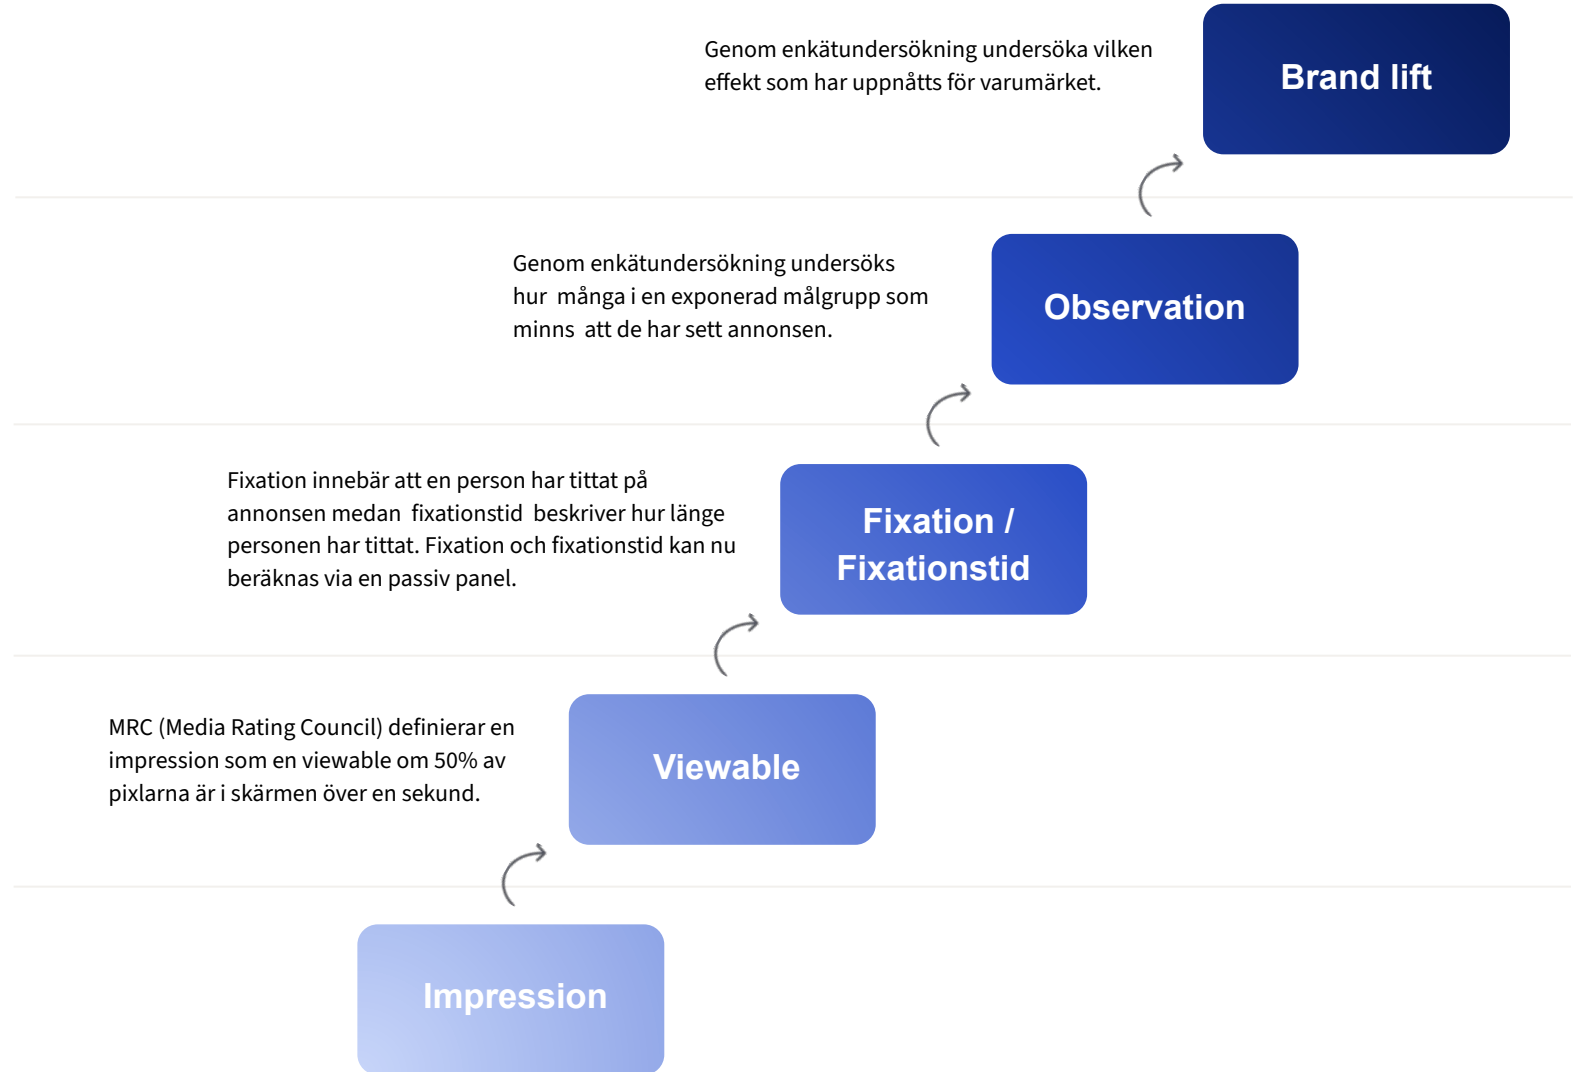 Genom enkätundersökning undersöka vilken
effekt som har uppnåtts för varumärket.
Brand lift
Genom enkätundersökning undersöks
hur  många i en exponerad målgrupp som
minns  att de har sett annonsen.
Observation
Fixation innebär att en person har tittat på
annonsen medan  fixationstid  beskriver hur länge
personen har tittat. Fixation och fixationstid kan nu
beräknas via en passiv panel.
Fixation /
Fixationstid
MRC (Media Rating Council) definierar en
impression som en viewable om 50% av
pixlarna är i skärmen över en sekund.
Viewable
Impression